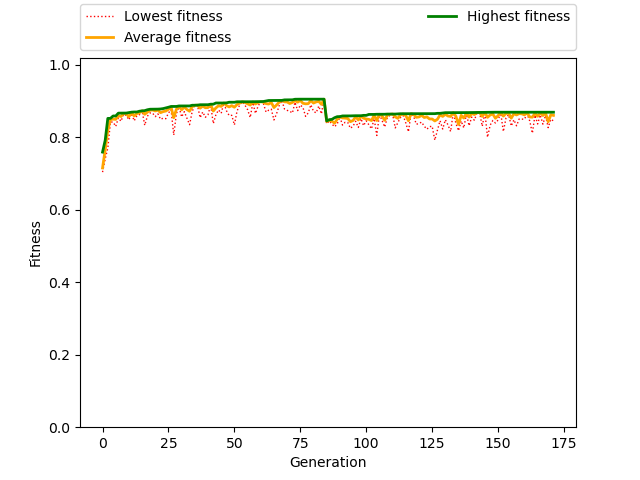 Lowest fitness
Average fitness
Highest fitness
1.0
0.8
0.6
0.4
0.2
0.0
Fitness
0 25 50 75 100 125 150 175
Generation